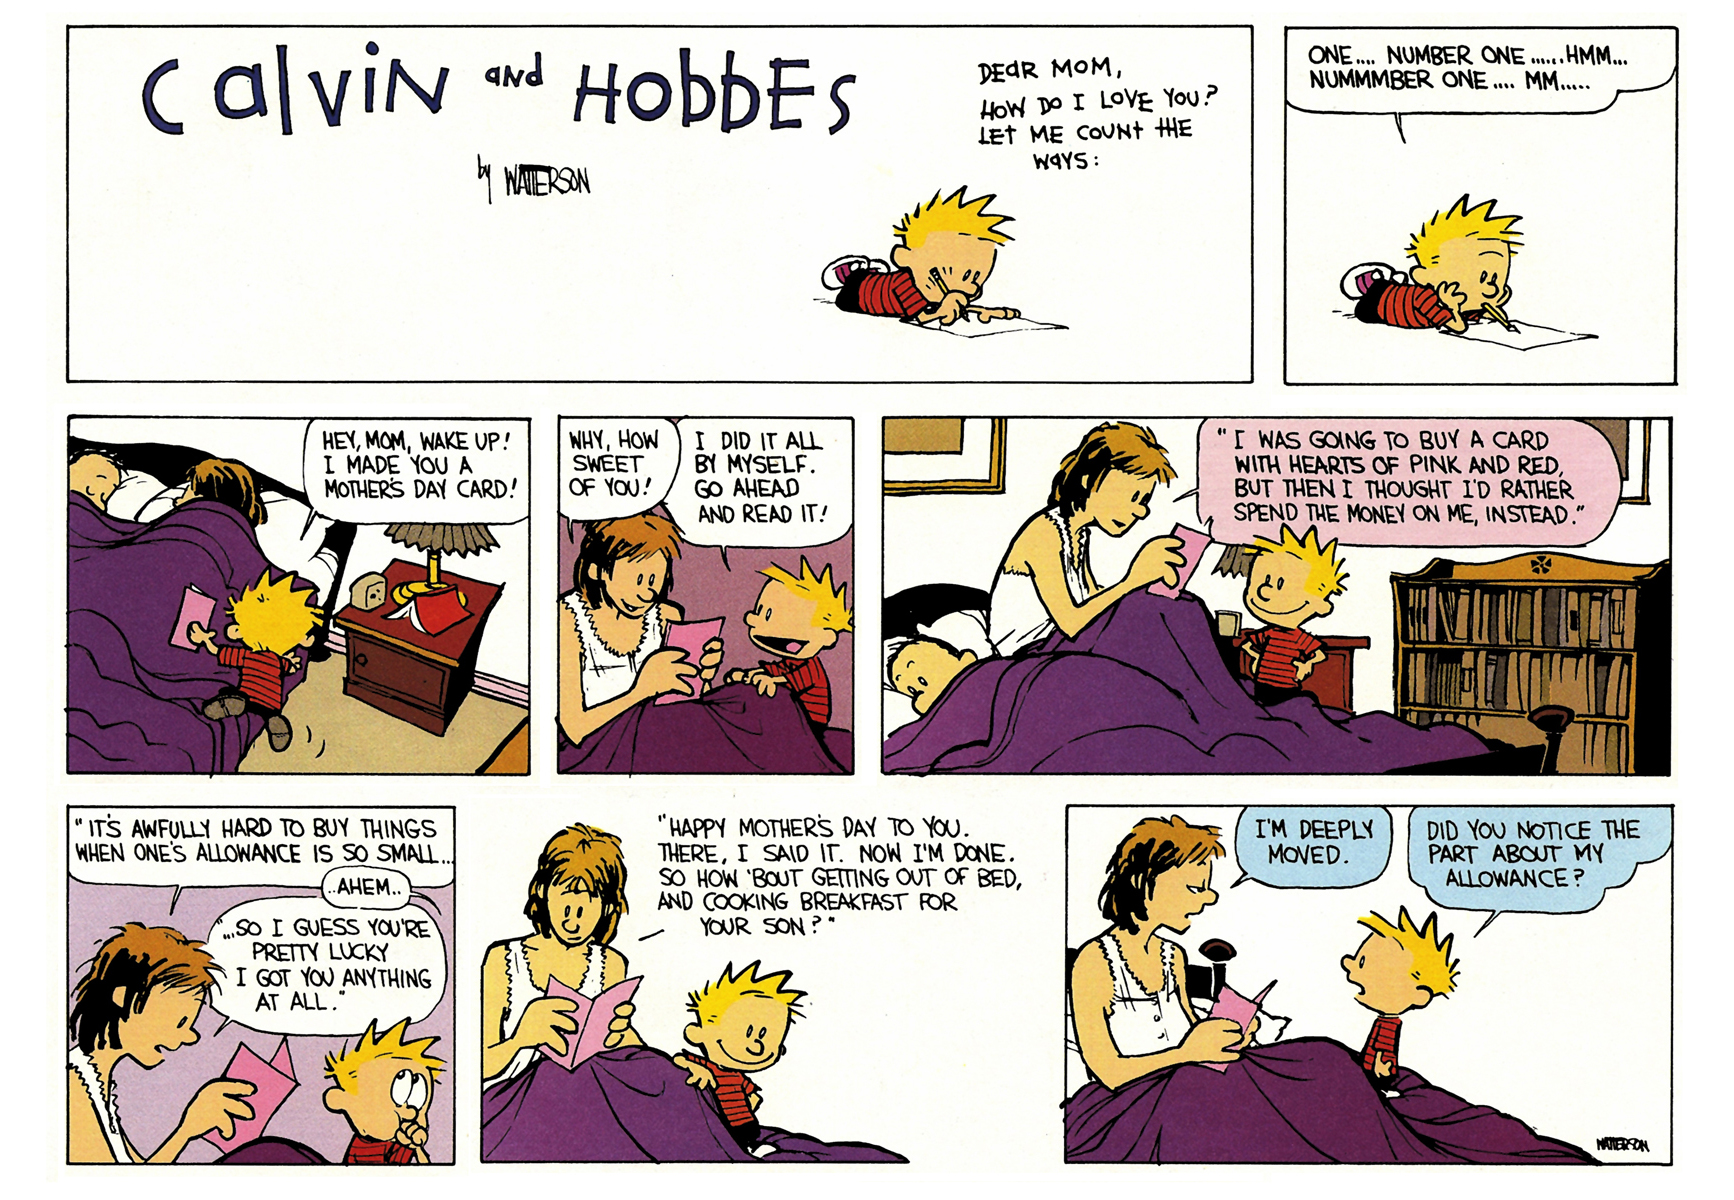 Calvin and HobbEs
by WATTERSON
DEAR MOM,
HOW DO I LOVE YOU?
LET ME COUNT THE
WAYS:
ONE.... NUMBER ONE ......HMM...
NUMMMBER ONE.... MM.....
HEY, MOM, WAKE UP!
I MADE YOU A
MOTHER'S DAY CARD!
WHY, HOW
SWEET
OF YOU!
I DID IT ALL
BY MYSELF.
GO AHEAD
AND READ IT!
"I WAS GOING TO BUY A CARD
WITH HEARTS OF PINK AND RED,
BUT THEN I THOUGHT I'D RATHER
SPEND THE MONEY ON ME, INSTEAD."
"IT'S AWFULLY HARD TO BUY THINGS
WHEN ONE'S ALLOWANCE IS SO SMALL...
..AHEM..
"...SO I GUESS YOU'RE
PRETTY LUCKY
I GOT YOU ANYTHING
AT ALL."
"HAPPY MOTHER'S DAY TO YOU.
THERE, I SAID IT. NOW I'M DONE.
SO HOW 'BOUT GETTING OUT OF BED,
AND COOKING BREAKFAST FOR
YOUR SON?"
I'M DEEPLY
MOVED.
DID YOU NOTICE THE
PART ABOUT MY
ALLOWANCE?
WATTERSON